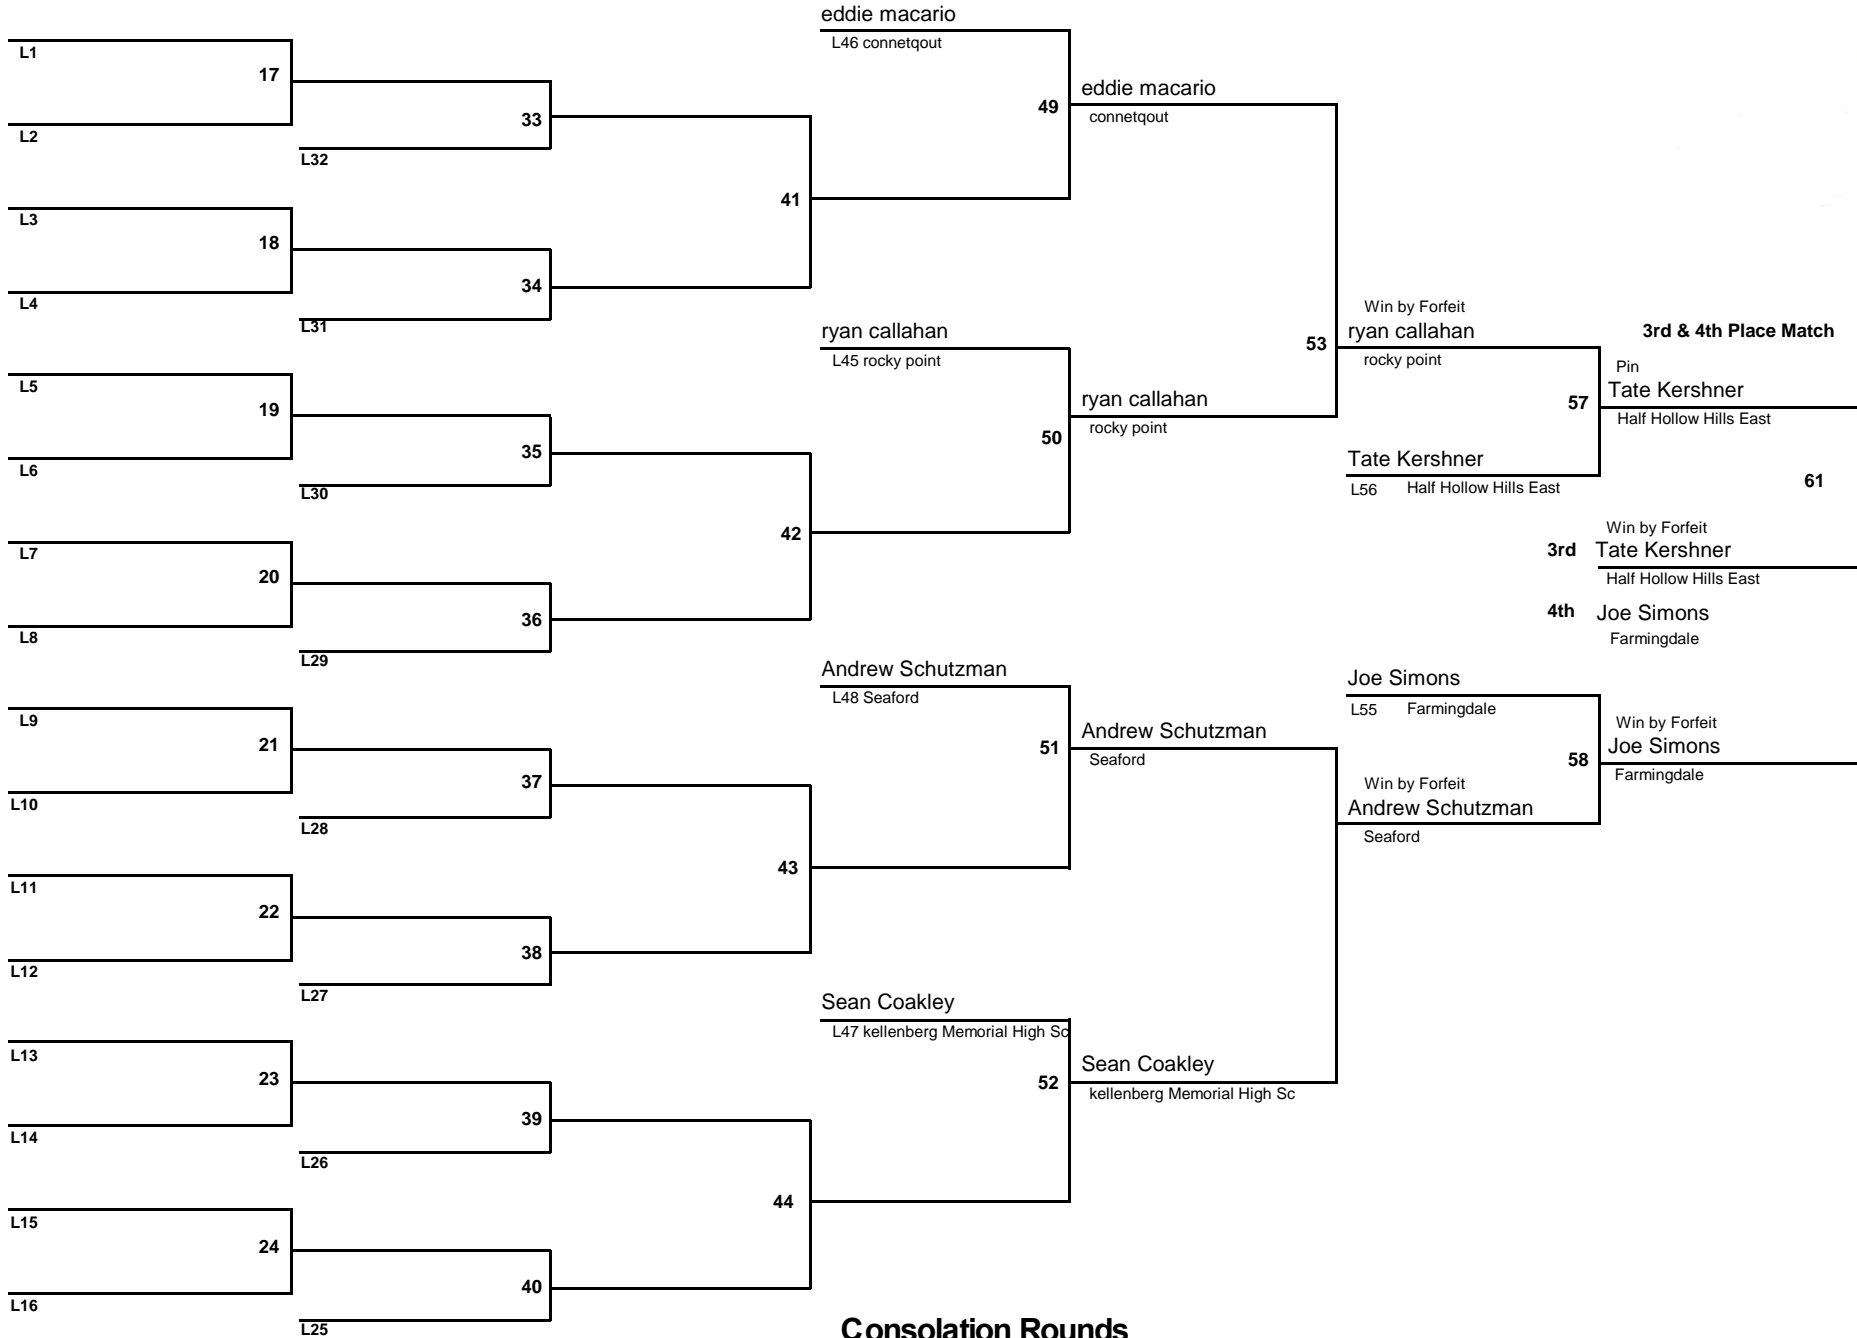 eddie macario
L46 connetqout
L1
17
L2
33
L32
49
eddie macario
connetqout
L3
18
L4
41
34
L31
ryan callahan
L45 rocky point
53
Win by Forfeit
ryan callahan
rocky point
3rd & 4th Place Match
L5
19
L6
35
L30
50
ryan callahan
rocky point
57
Pin
Tate Kershner
Half Hollow Hills East
Tate Kershner
L56 Half Hollow Hills East
61
L7
20
L8
42
36
L29
Win by Forfeit
3rd Tate Kershner
Half Hollow Hills East
4th Joe Simons
Farmingdale
Andrew Schutzman
L48 Seaford
Joe Simons
L55 Farmingdale
L9
21
L10
37
L28
51
Andrew Schutzman
Seaford
58
Win by Forfeit
Joe Simons
Farmingdale
Win by Forfeit
Andrew Schutzman
Seaford
L11
22
L12
43
38
L27
Sean Coakley
L47 kellenberg Memorial High Sc
L13
23
L14
39
L26
52
Sean Coakley
kellenberg Memorial High Sc
L15
24
L16
44
40
L25
Consolation Rounds